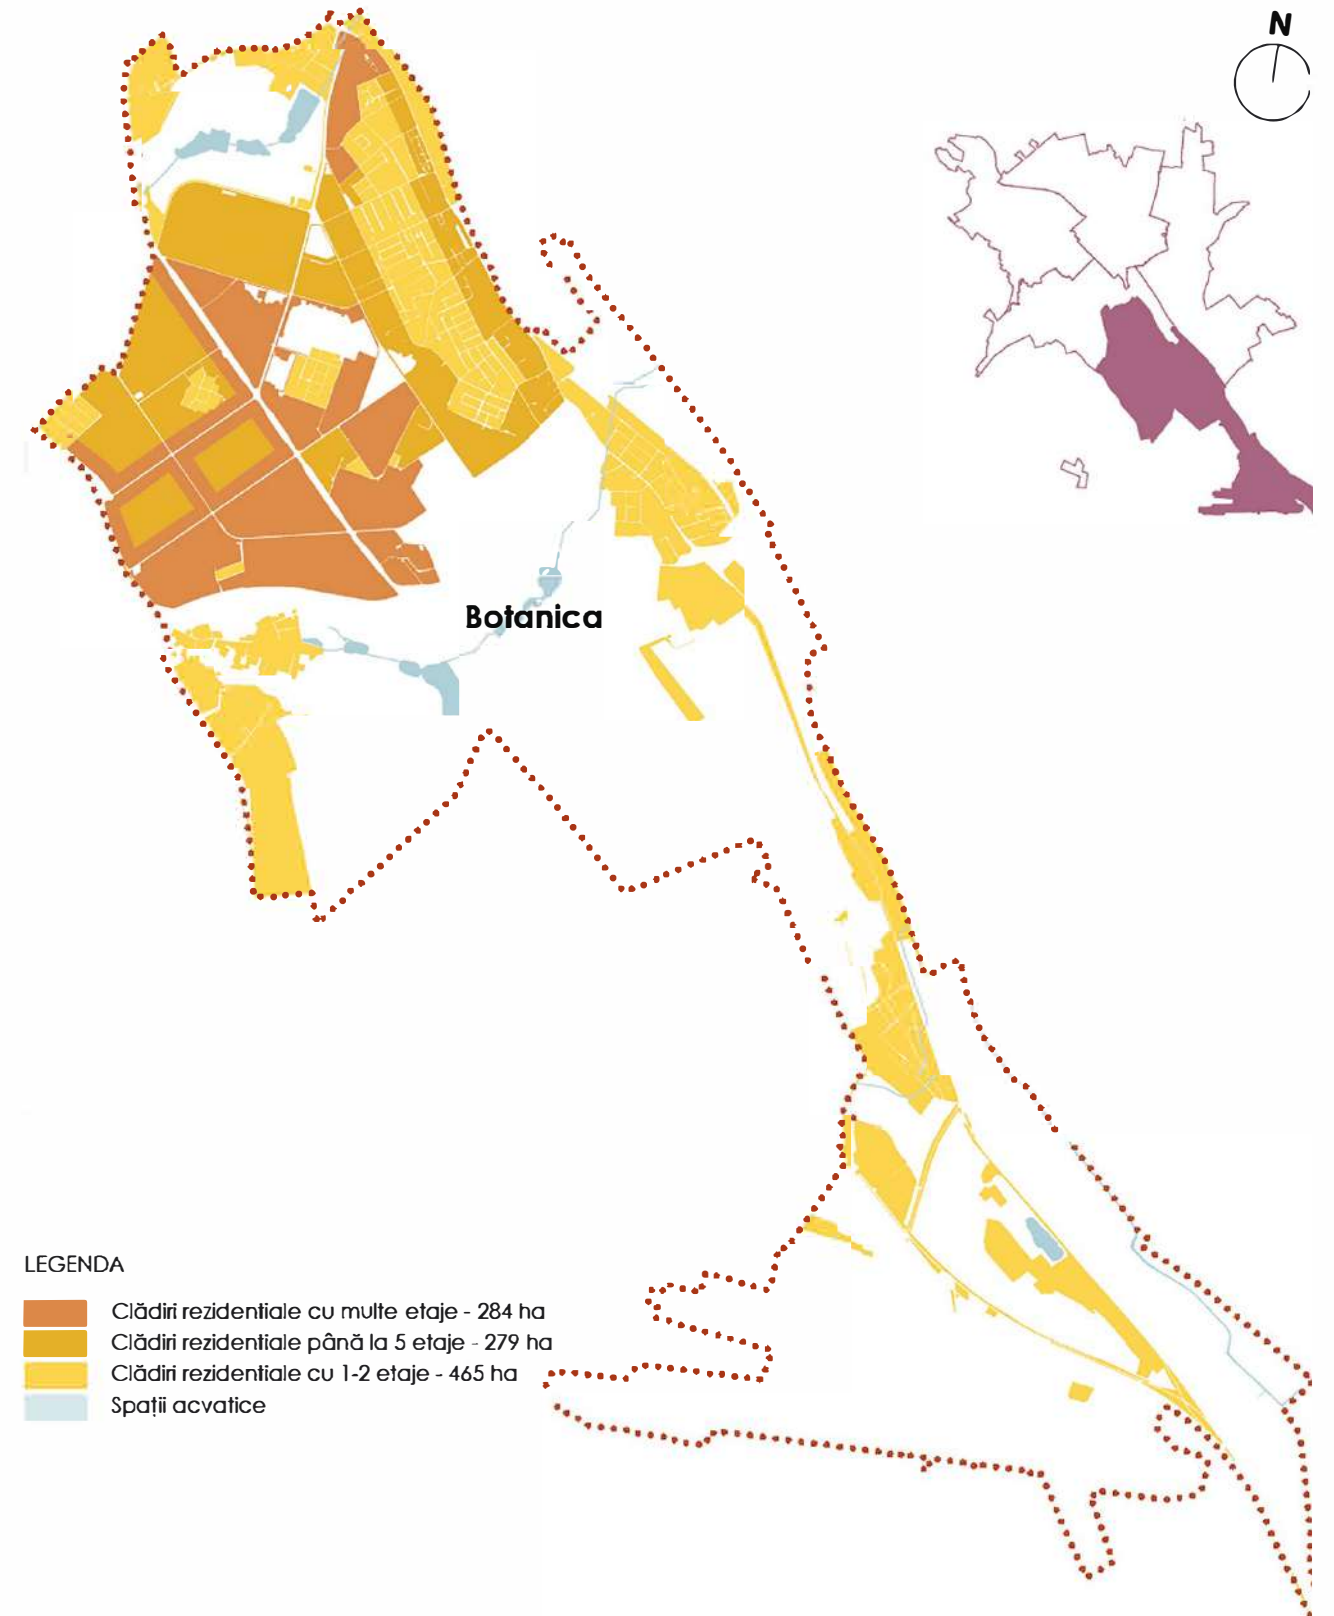 N
Botanica
LEGENDA
Clădiri rezidentiale cu multe etaje - 284 ha
Clădiri rezidentiale până la 5 etaje - 279 ha
Clădiri rezidentiale cu 1-2 etaje - 465 ha
Spații acvatice